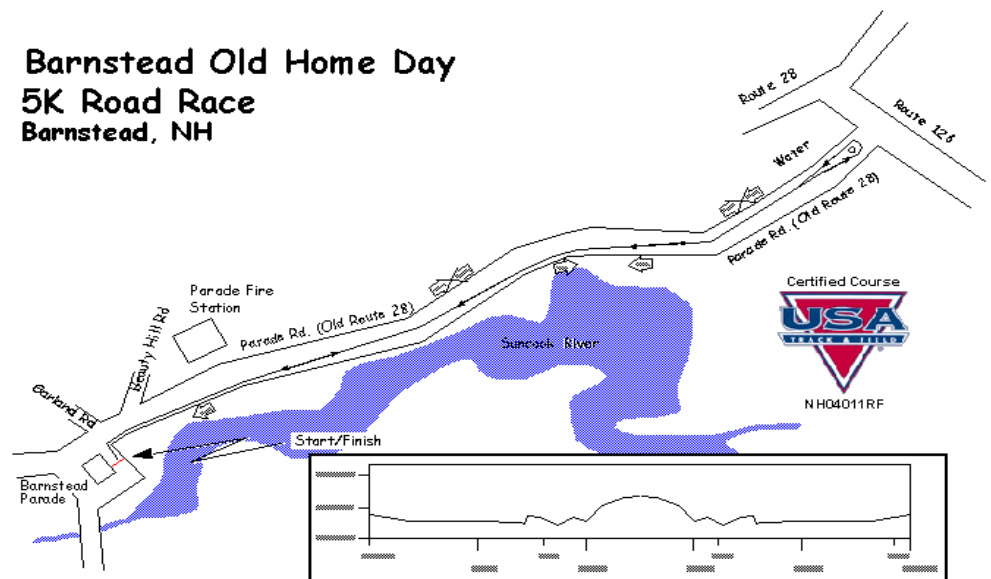 Barnstead Old Home Day
5K Road Race
Barnstead, NH
Route 28
Route 126
Water
Parade Rd. (Old Route 28)
Certified Course
USA
TRACK & FIELD
NH04011RF
Parade Fire
Station
Beauty Hill Rd
Parade Rd. (Old Route 28)
Suncook River
Garland Rd
Start/Finish
Barnstead
Parade